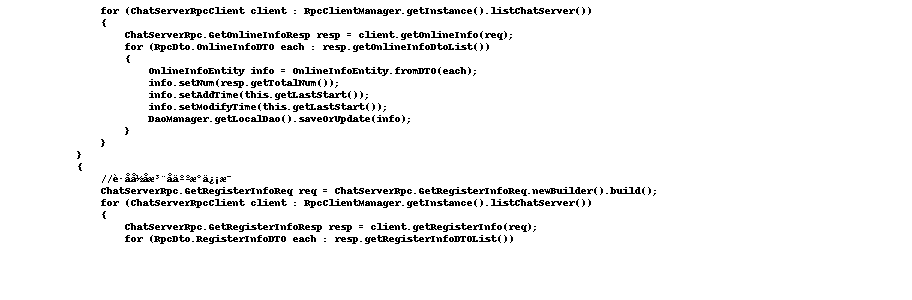 for (ChatServerRpcClient client : RpcClientManager.getInstance().listChatServer())
{
ChatServerRpc.GetOnlineInfoResp resp = client.getOnlineInfo(req);
for (RpcDto.OnlineInfoDTO each : resp.getOnlineInfoDtoList())
{
OnlineInfoEntity info = OnlineInfoEntity.fromDTO(each);
info.setNum(resp.getTotalNum());
info.setAddTime(this.getLastStart());
info.setModifyTime(this.getLastStart());
DaoManager.getLocalDao().saveOrUpdate(info);
}
}
}
{
//
ChatServerRpc.GetRegisterInfoReq req = ChatServerRpc.GetRegisterInfoReq.newBuilder().build();
for (ChatServerRpcClient client : RpcClientManager.getInstance().listChatServer())
{
ChatServerRpc.GetRegisterInfoResp resp = client.getRegisterInfo(req);
for (RpcDto.RegisterInfoDTO each : resp.getRegisterInfoDTOList())